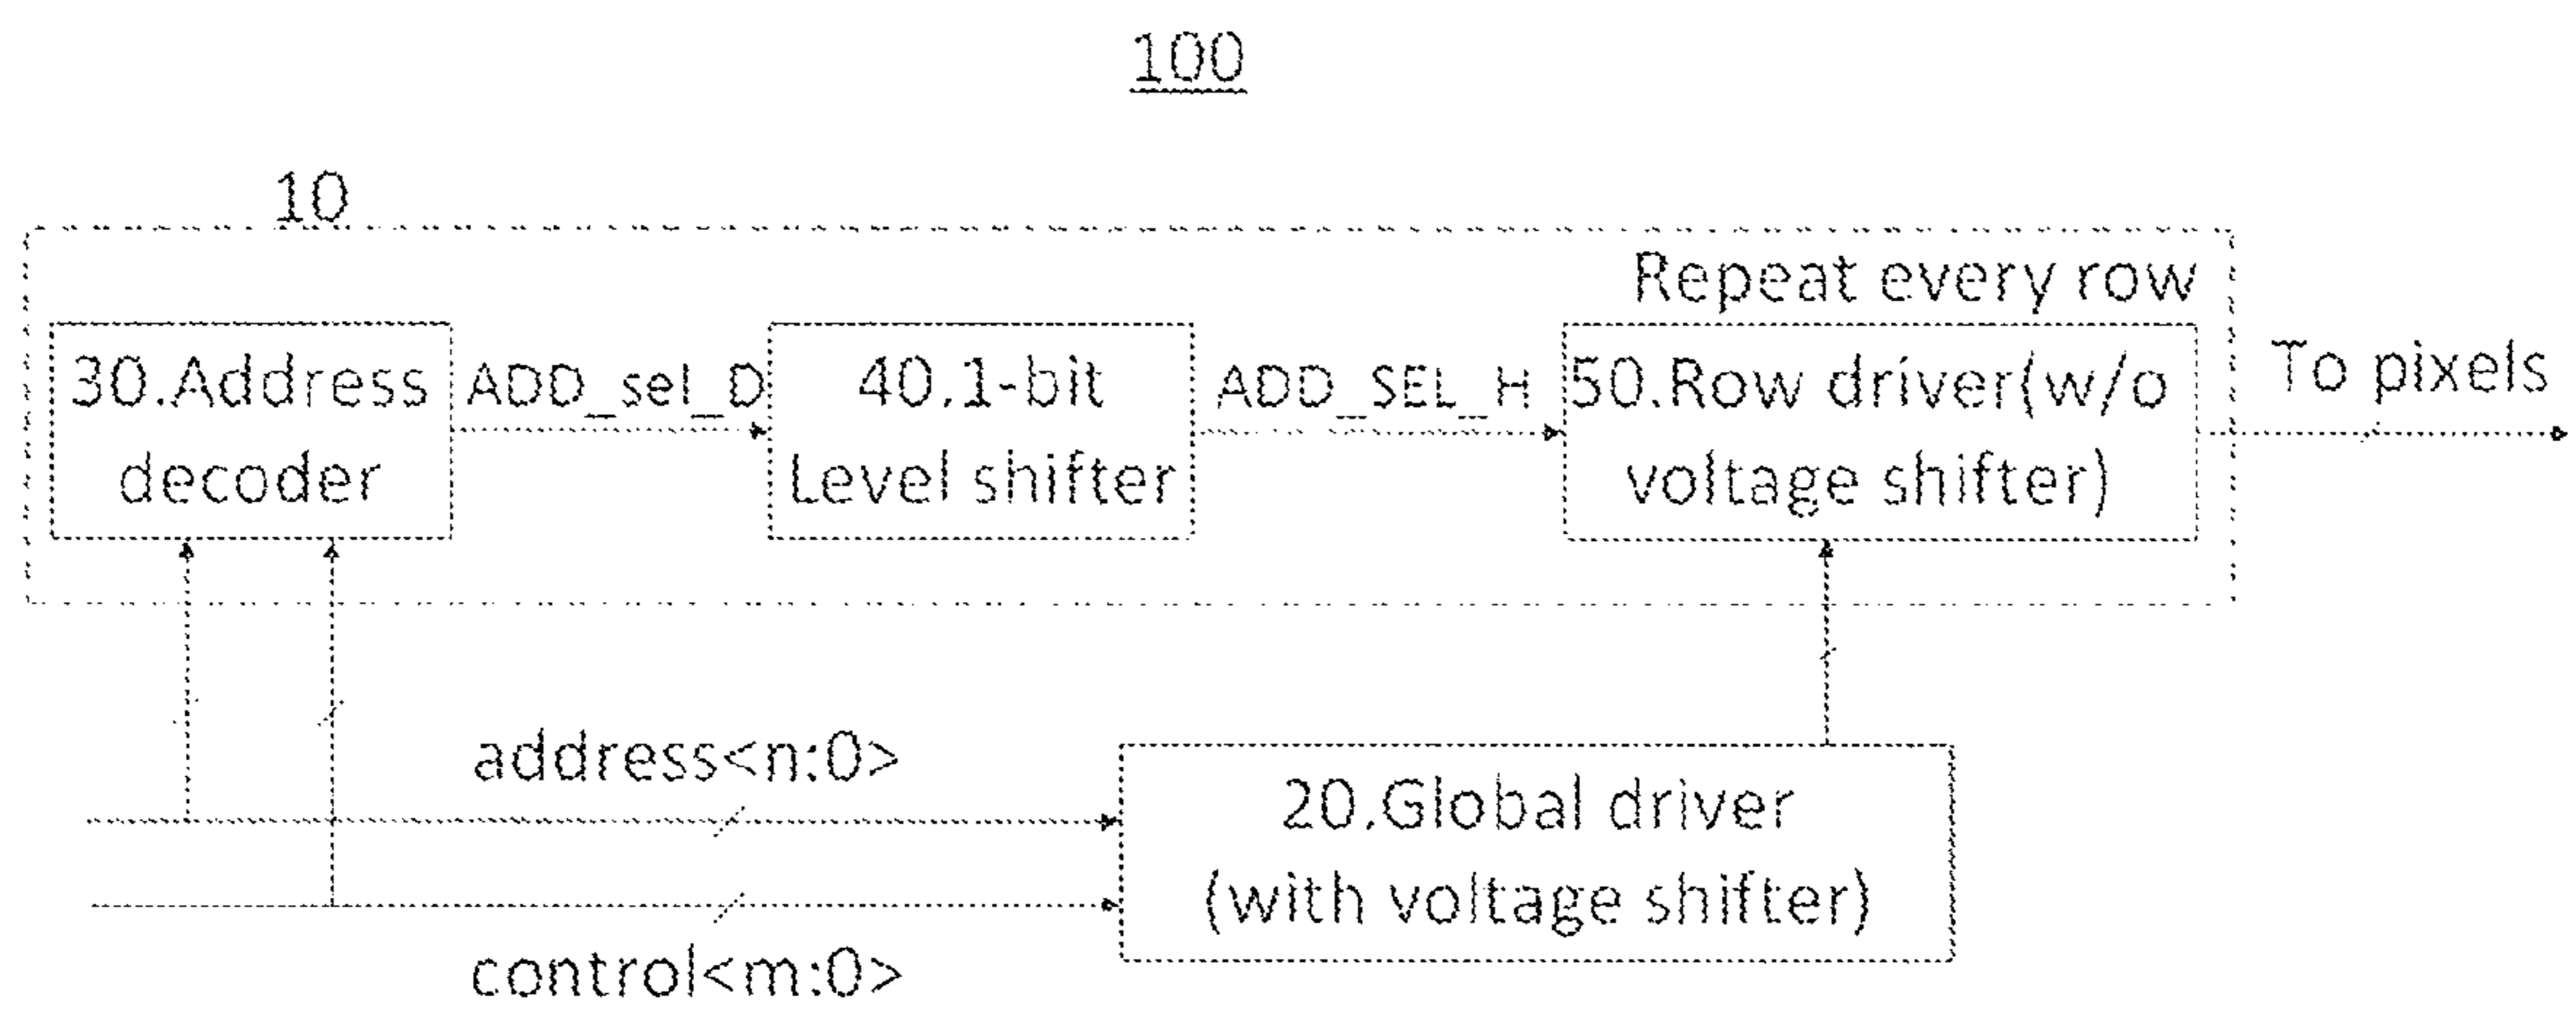 100
10
Repeat every row
30.Address
decoder
ADD_sel_D
40.1-bit
Level shifter
ADD_SEL_H
50.Row driver(w/o
voltage shifter)
To pixels
address<n:0>
control<m:0>
20.Global driver
(with voltage shifter)